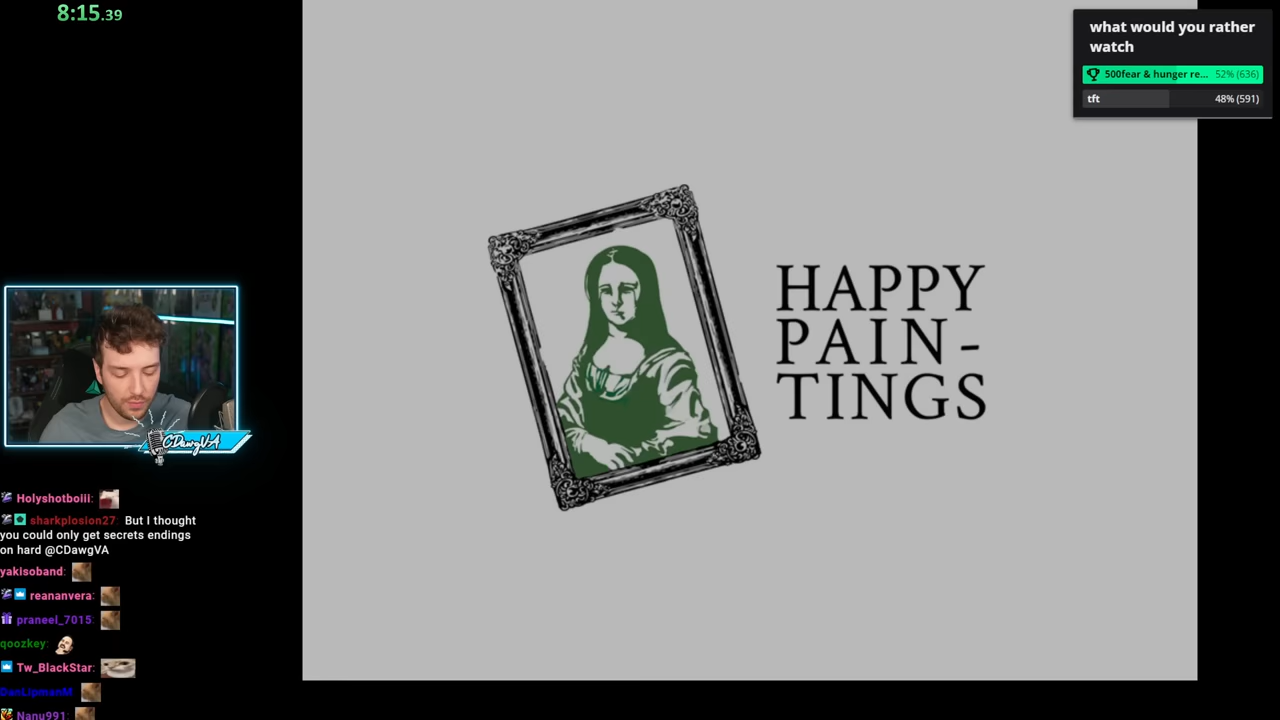 8:15.39
what would you rather
watch
500fear & hunger re... 52% (636)
tft 48% (591)
HAPPY
PAIN-
TINGS
CDawgVA
Holyshotboiii:
sharkplosion27: But I thought
you could only get secrets endings
on hard @CDawgVA
yakisoband:
reananvera:
praneel_7015:
qoozkey:
Tw_BlackStar:
DanLipmanM
Nanu991: